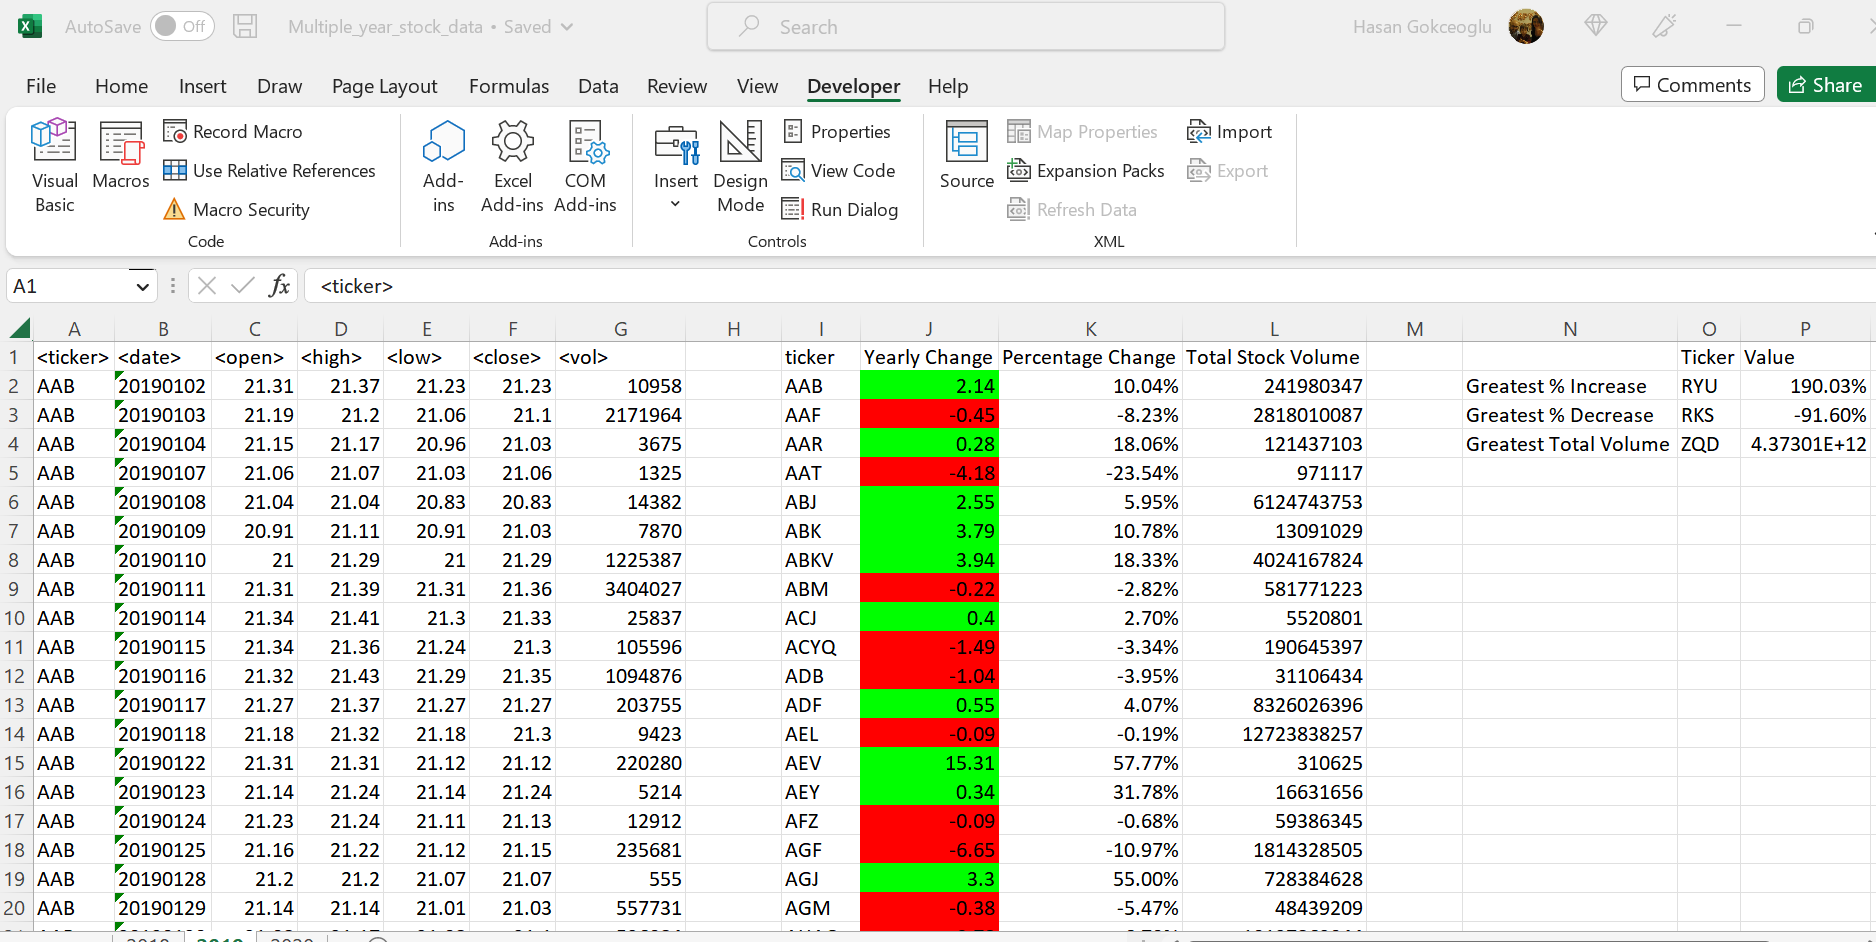 AutoSave Off Multiple_year_stock_data • Saved Search Hasan Gokceoglu
File Home Insert Draw Page Layout Formulas Data Review View Developer Help Comments Share
Visual Basic
Macros
Record Macro
Use Relative References
Macro Security
Code
Add-ins
Excel Add-ins
COM Add-ins
Add-ins
Insert
Design Mode
Properties
View Code
Run Dialog
Controls
Source
Map Properties
Expansion Packs
Refresh Data
Import
Export
XML
A1 fx <ticker>
A B C D E F G H I J K L M N O P
1 <ticker> <date> <open> <high> <low> <close> <vol> ticker Yearly Change Percentage Change Total Stock Volume Ticker Value
2 AAB 20190102 21.31 21.37 21.23 21.23 10958 AAB 2.14 10.04% 241980347 Greatest % Increase RYU 190.03%
3 AAB 20190103 21.19 21.2 21.06 21.1 2171964 AAF -0.45 -8.23% 2818010087 Greatest % Decrease RKS -91.60%
4 AAB 20190104 21.15 21.17 20.96 21.03 3675 AAR 0.28 18.06% 121437103 Greatest Total Volume ZQD 4.37301E+12
5 AAB 20190107 21.06 21.07 21.03 21.06 1325 AAT -4.18 -23.54% 971117
6 AAB 20190108 21.04 21.04 20.83 20.83 14382 ABJ 2.55 5.95% 6124743753
7 AAB 20190109 20.91 21.11 20.91 21.03 7870 ABK 3.79 10.78% 13091029
8 AAB 20190110 21 21.29 21 21.29 1225387 ABKV 3.94 18.33% 4024167824
9 AAB 20190111 21.31 21.39 21.31 21.36 3404027 ABM -0.22 -2.82% 581771223
10 AAB 20190114 21.34 21.41 21.3 21.33 25837 ACJ 0.4 2.70% 5520801
11 AAB 20190115 21.34 21.36 21.24 21.3 105596 ACYQ -1.49 -3.34% 190645397
12 AAB 20190116 21.32 21.43 21.29 21.35 1094876 ADB -1.04 -3.95% 31106434
13 AAB 20190117 21.27 21.37 21.27 21.27 203755 ADF 0.55 4.07% 8326026396
14 AAB 20190118 21.18 21.32 21.18 21.3 9423 AEL -0.09 -0.19% 12723838257
15 AAB 20190122 21.31 21.31 21.12 21.12 220280 AEV 15.31 57.77% 310625
16 AAB 20190123 21.14 21.24 21.14 21.24 5214 AEY 0.34 31.78% 16631656
17 AAB 20190124 21.23 21.24 21.11 21.13 12912 AFZ -0.09 -0.68% 59386345
18 AAB 20190125 21.16 21.22 21.12 21.15 235681 AGF -6.65 -10.97% 1814328505
19 AAB 20190128 21.2 21.2 21.07 21.07 555 AGJ 3.3 55.00% 728384628
20 AAB 20190129 21.14 21.14 21.01 21.03 557731 AGM -0.38 -5.47% 48439209